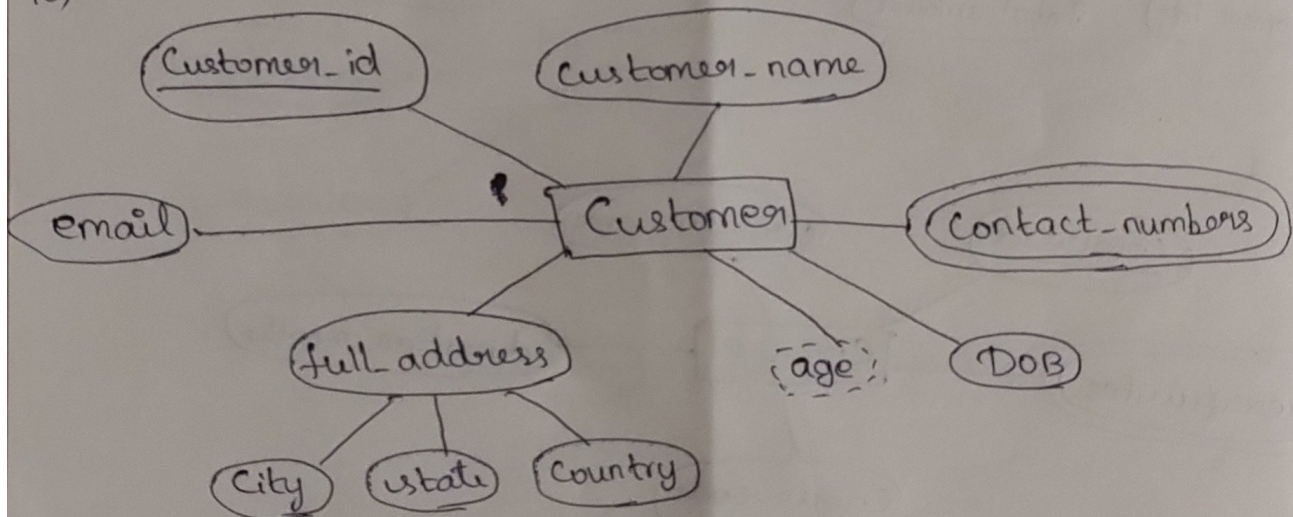 Customer_id
Customer_name
email
Customer
Contact_numbers
full_address
age
DOB
City
state
Country